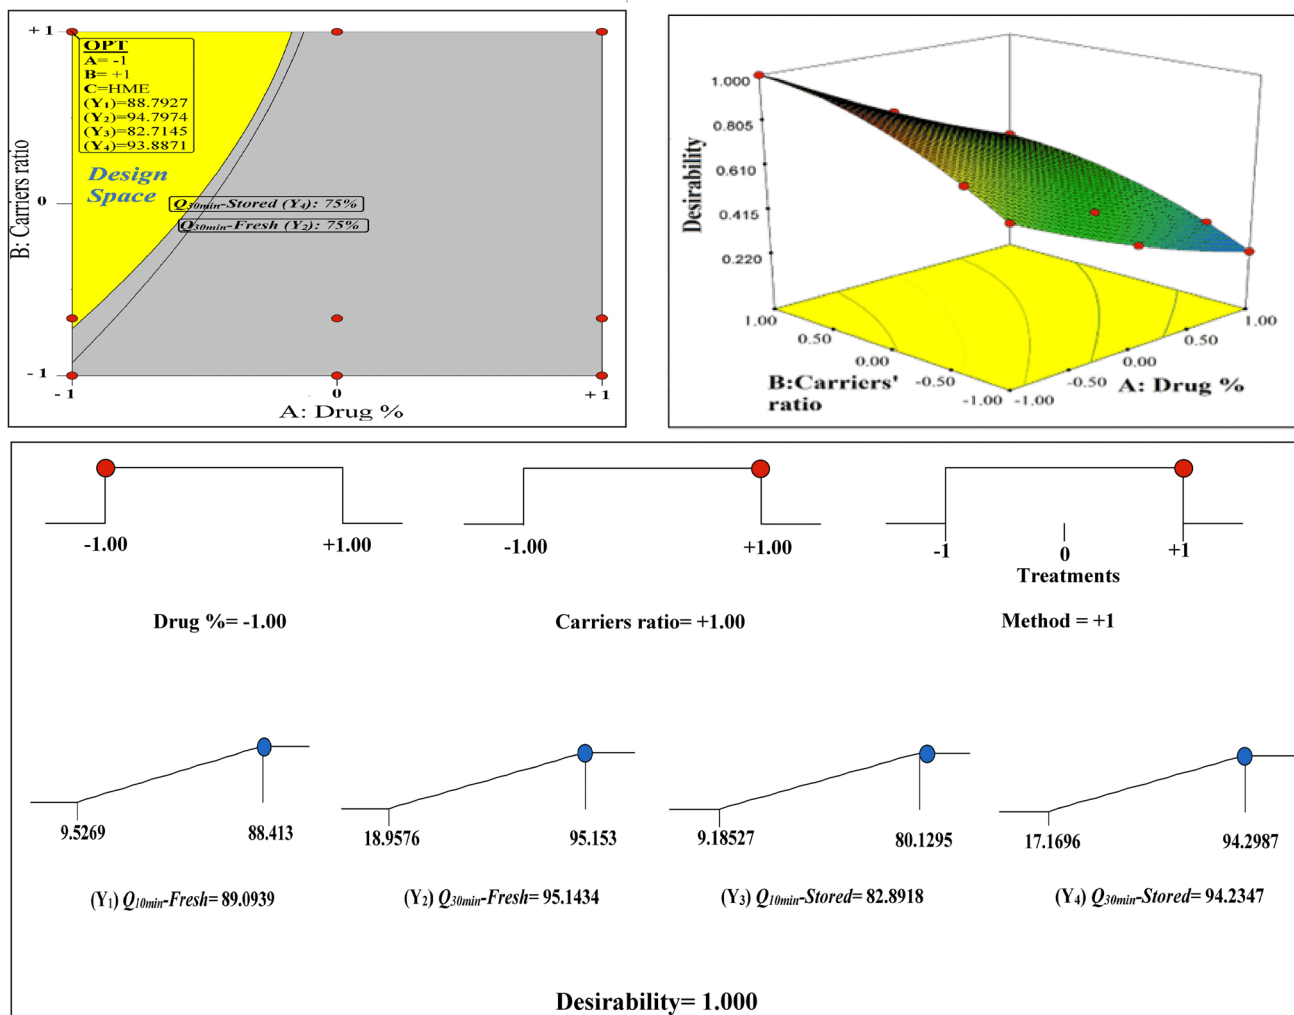 +1
OPT
A= -1
B= +1
C=HME
(Y₁)=88.7927
(Y₂)=94.7974
(Y₃)=82.7145
(Y₄)=93.8871
Design
Space
B: Carriers ratio
0
Q30min-Stored (Y₄): 75%
Q30min-Fresh (Y₂): 75%
-1
-1
0
+1
A: Drug %
1.000
0.805
0.610
0.415
0.220
Desirability
1.00
0.50
0.00
-0.50
-1.00
B:Carriers'
ratio
-1.00
-0.50
0.00
0.50
1.00
A: Drug %
-1.00
+1.00
Drug %= -1.00
-1.00
+1.00
Carriers ratio= +1.00
-1
0
+1
Treatments
Method = +1
9.5269
88.413
(Y₁) Q10min-Fresh= 89.0939
18.9576
95.153
(Y₂) Q30min-Fresh= 95.1434
9.18527
80.1295
(Y₃) Q10min-Stored= 82.8918
17.1696
94.2987
(Y₄) Q30min-Stored= 94.2347
Desirability= 1.000